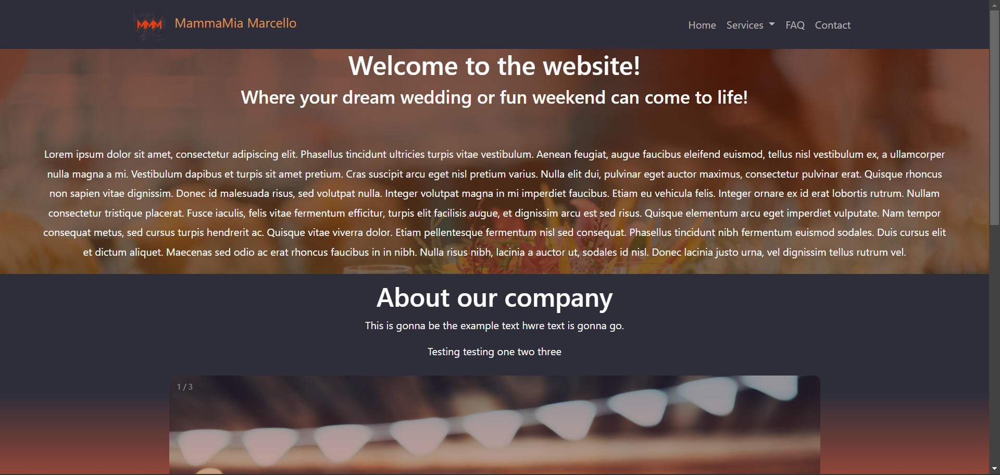 MMM MammaMia Marcello
Home Services FAQ Contact
Welcome to the website!
Where your dream wedding or fun weekend can come to life!
Lorem ipsum dolor sit amet, consectetur adipiscing elit. Phasellus tincidunt ultricies turpis vitae vestibulum. Aenean feugiat, augue faucibus eleifend euismod, tellus nisl vestibulum ex, a ullamcorper
nulla magna a mi. Vestibulum dapibus et turpis sit amet pretium. Cras suscipit arcu eget nisl pretium varius. Nulla elit dui, pulvinar eget auctor maximus, consectetur pulvinar erat. Quisque rhoncus
non sapien vitae dignissim. Donec id malesuada risus, sed volutpat nulla. Integer volutpat magna in mi imperdiet faucibus. Etiam eu vehicula felis. Integer ornare ex id erat lobortis rutrum. Nullam
consectetur tristique placerat. Fusce iaculis, felis vitae fermentum efficitur, turpis elit facilisis augue, et dignissim arcu est sed risus. Quisque elementum arcu eget imperdiet vulputate. Nam tempor
consequat metus, sed cursus turpis hendrerit ac. Quisque vitae viverra dolor. Etiam pellentesque fermentum nisl sed consequat. Phasellus tincidunt nibh fermentum euismod sodales. Duis cursus elit
et dictum aliquet. Maecenas sed odio ac erat rhoncus faucibus in in nibh. Nulla risus nibh, lacinia a auctor ut, sodales id nisl. Donec lacinia justo urna, vel dignissim tellus rutrum vel.
About our company
This is gonna be the example text hwre text is gonna go.
Testing testing one two three
1 / 3